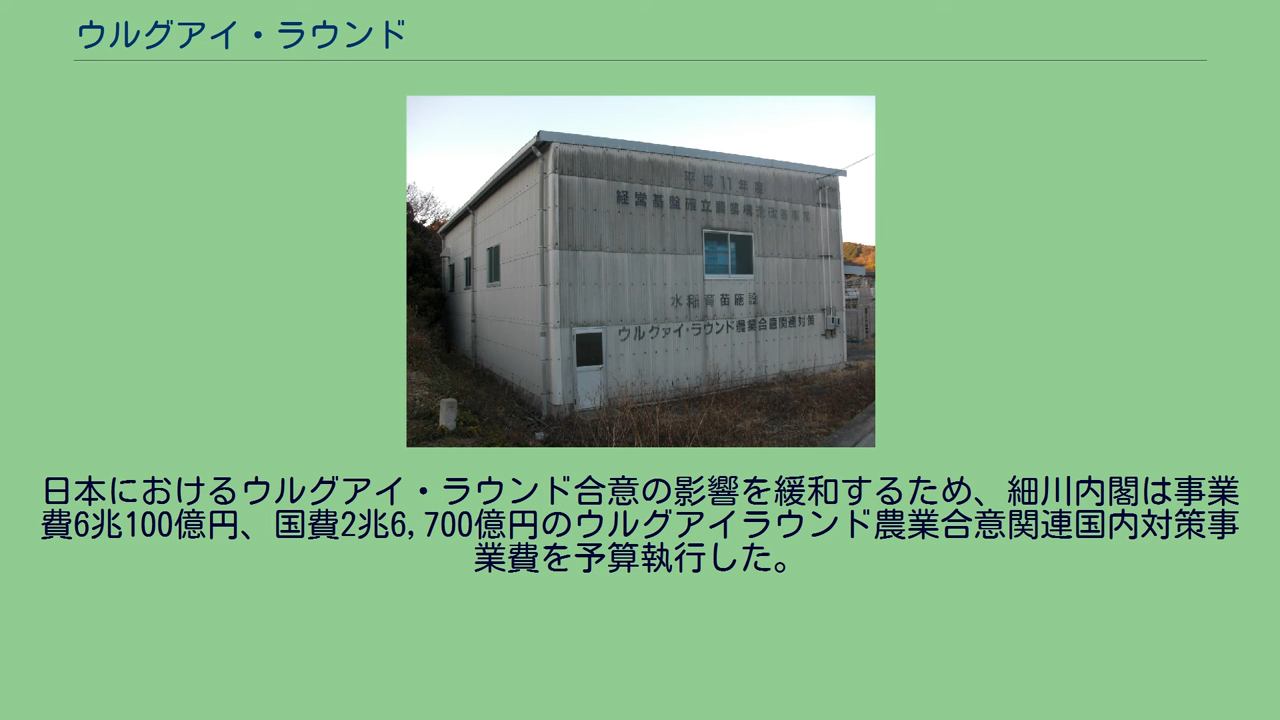 ウルグアイ・ラウンド
平成11年度
経営基盤確立農業構造改善事業
水稲育苗施設
ウルグァイ・ラウンド農業合意関連対策
日本におけるウルグアイ・ラウンド合意の影響を緩和するため、細川内閣は事業
費6兆100億円、国費2兆6,700億円のウルグアイラウンド農業合意関連国内対策事
業費を予算執行した。